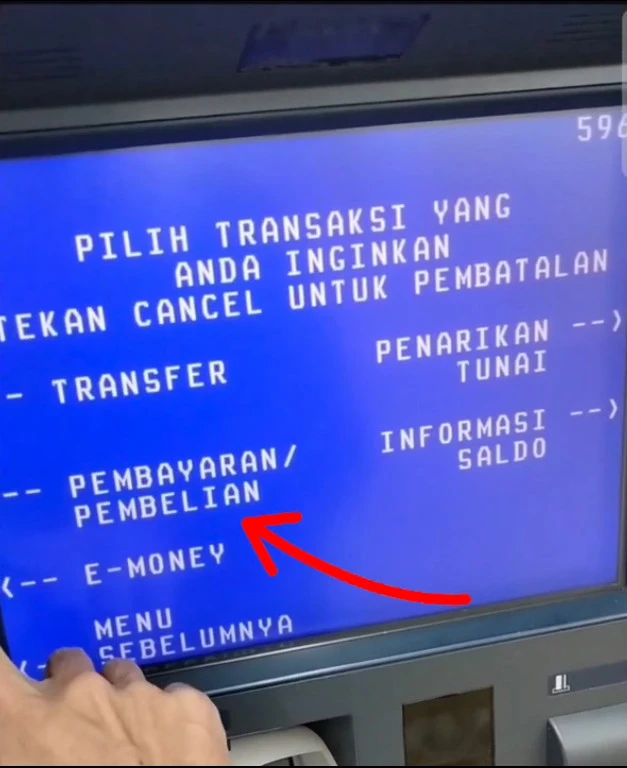 596
PILIH TRANSAKSI YANG
ANDA INGINKAN
TEKAN CANCEL UNTUK PEMBATALAN
PENARIKAN -->
TUNAI
- TRANSFER
INFORMASI -->
SALDO
-- PEMBAYARAN/
PEMBELIAN
<-- E-MONEY
MENU
<- SEBELUMNYA